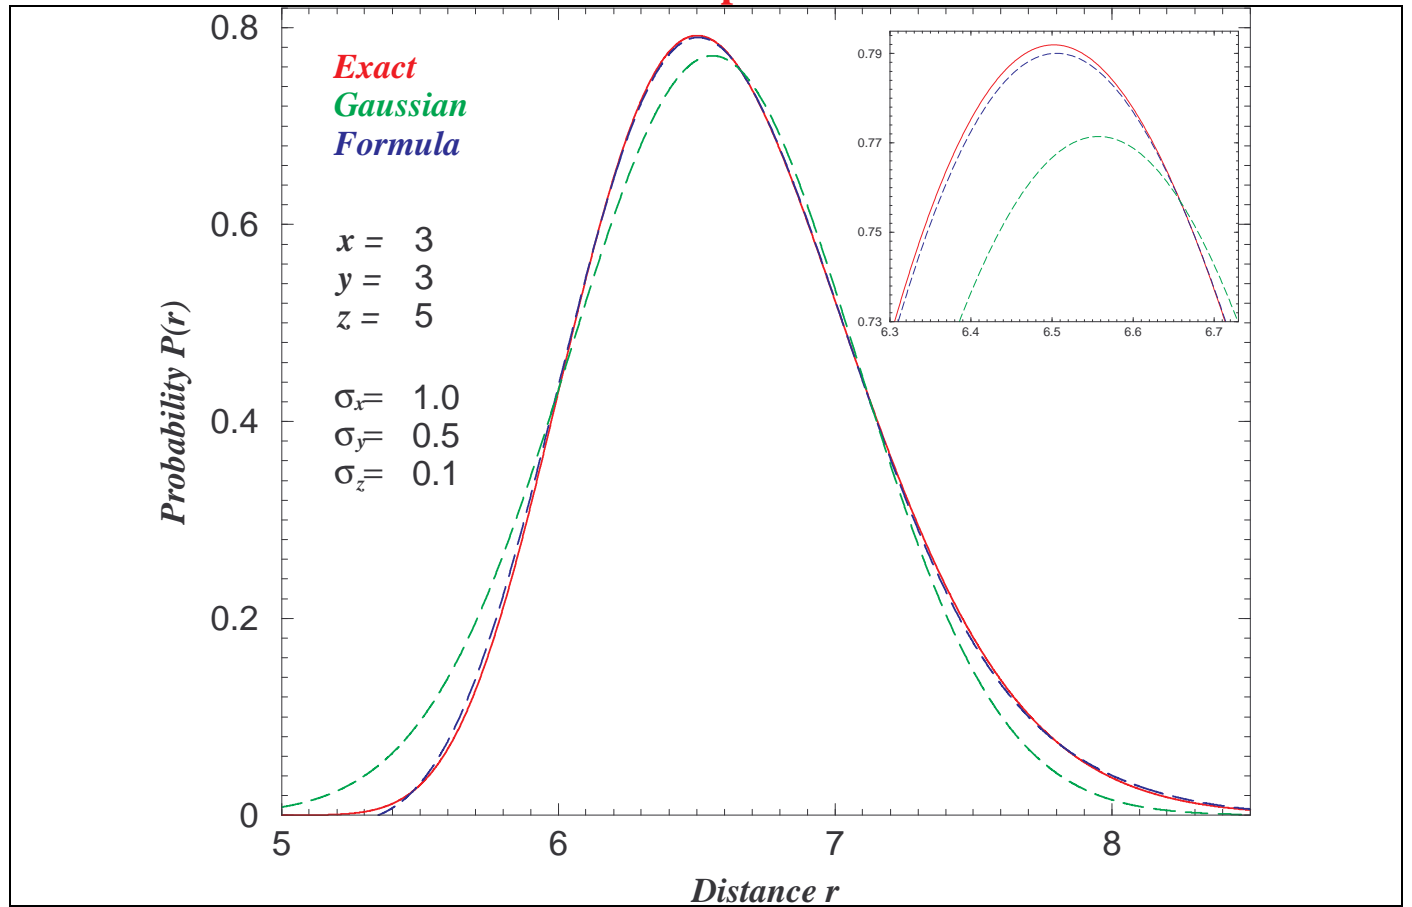 Exact
Gaussian
Formula
x = 3
y = 3
z = 5
σx= 1.0
σy= 0.5
σz= 0.1
Probability P(r)
0.8
0.6
0.4
0.2
0
5 6 7 8
Distance r
0.79
0.77
0.75
0.73
6.3 6.4 6.5 6.6 6.7